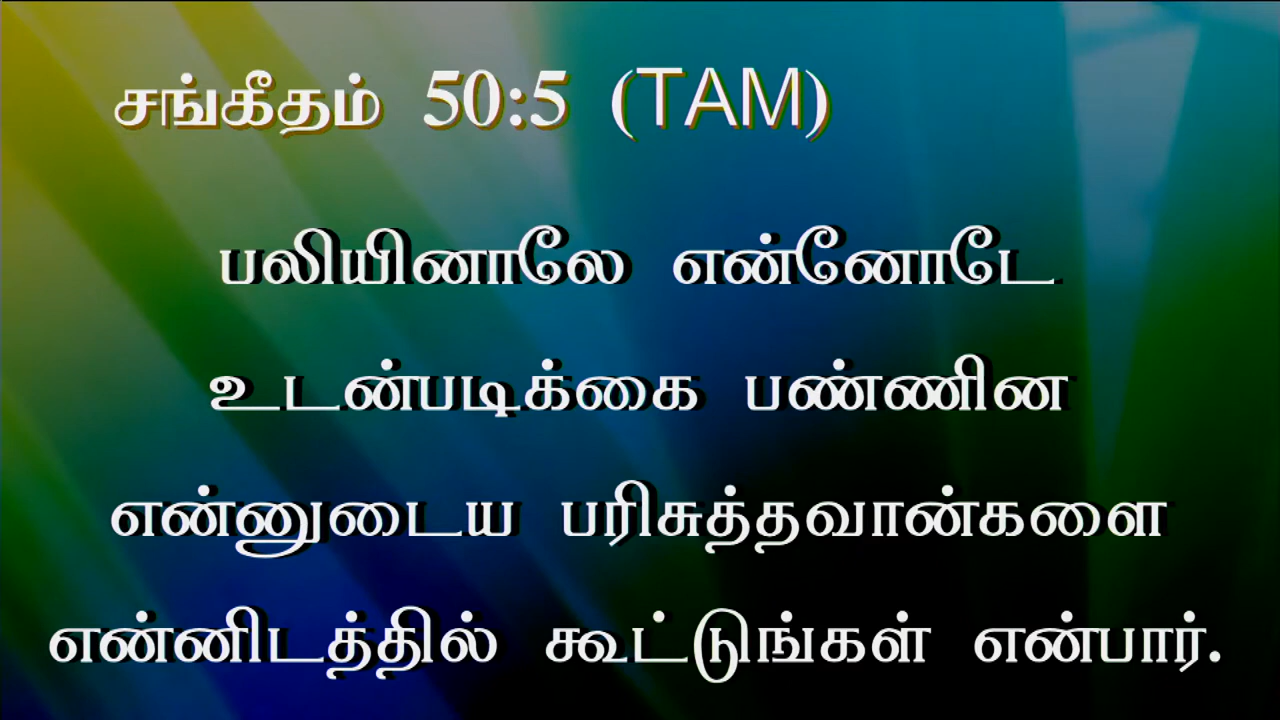 சங்கீதம் 50:5 (TAM)
பலியினாலே என்னோடே
உடன்படிக்கை பண்ணின
என்னுடைய பரிசுத்தவான்களை
என்னிடத்தில் கூட்டுங்கள் என்பார்.